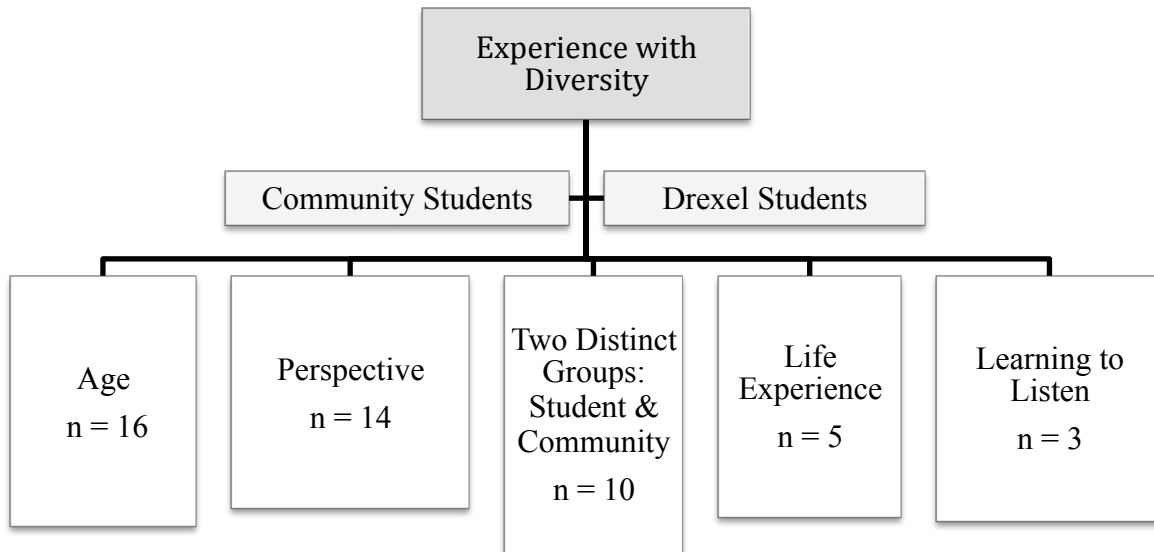 Experience with
Diversity
Community Students
Drexel Students
Age
n = 16
Perspective
n = 14
Two Distinct
Groups:
Student &
Community
n = 10
Life
Experience
n = 5
Learning to
Listen
n = 3